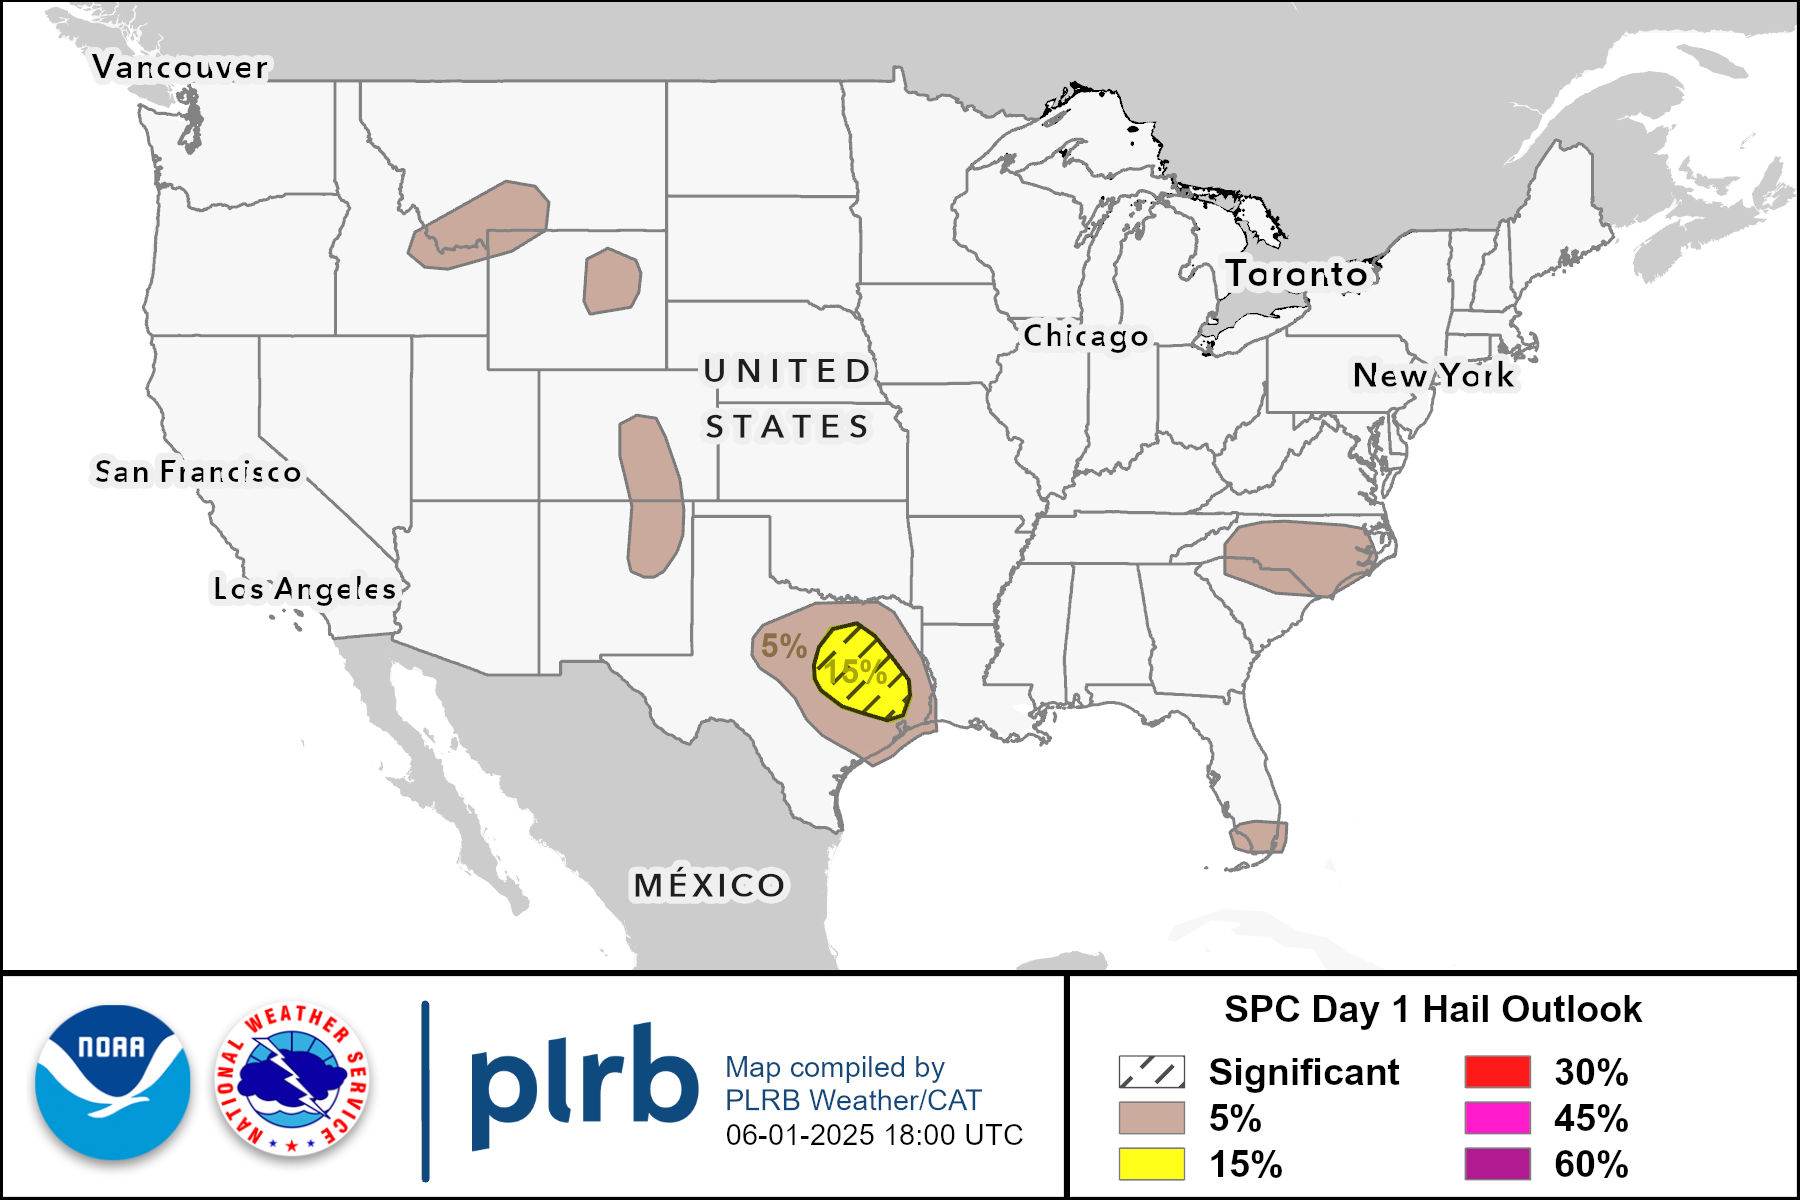 Vancouver
Toronto
Chicago
UNITED
New York
STATES
San Francisco
Los Angeles
5%
15%
MÉXICO
NOAA
NATIONAL WEATHER SERVICE
plrb
Map compiled by
PLRB Weather/CAT
06-01-2025 18:00 UTC
SPC Day 1 Hail Outlook
Significant
5%
15%
30%
45%
60%